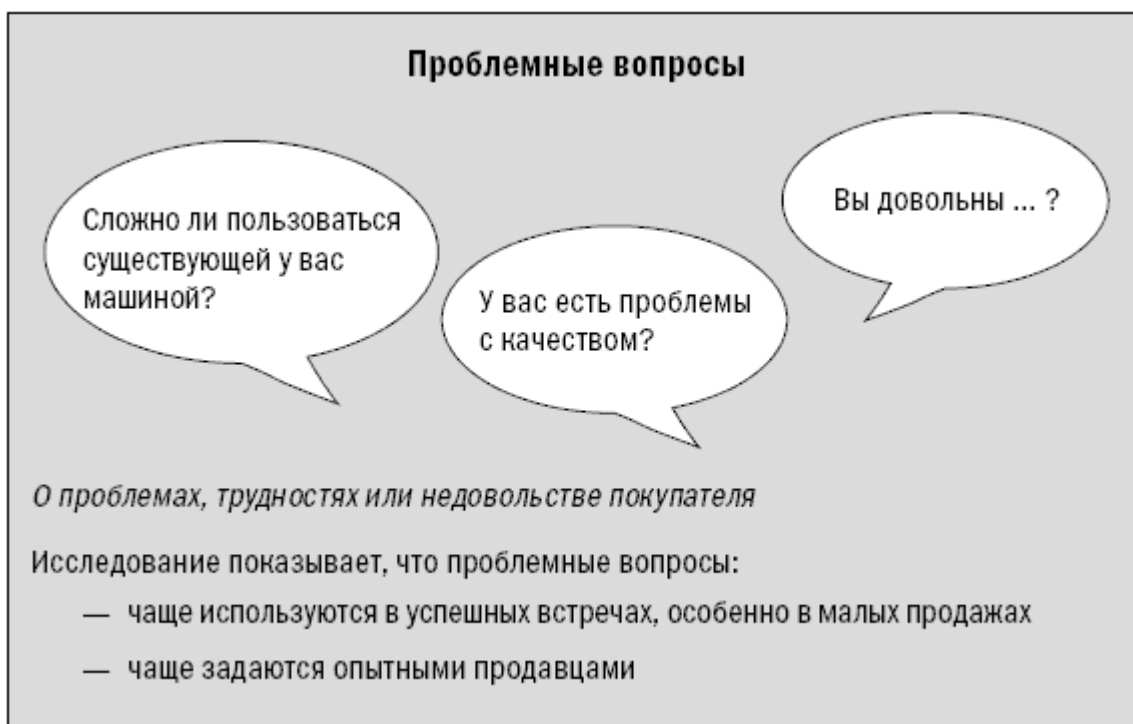 Проблемные вопросы
Сложно ли пользоваться
существующей у вас
машиной?
У вас есть проблемы
с качеством?
Вы довольны ... ?
О проблемах, трудностях или недовольстве покупателя
Исследование показывает, что проблемные вопросы:
— чаще используются в успешных встречах, особенно в малых продажах
— чаще задаются опытными продавцами